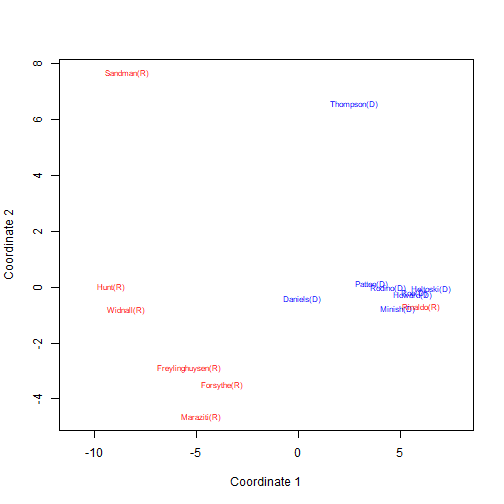 8
Sandman(R)
Thompson(D)
6
4
Coordinate 2
2
0
Hunt(R)
Patten(D)
Rodino(D)
Helstoski(D)
Daniels(D)
Howard(D)
Widnall(R)
Minish(D)
Rinaldo(R)
-2
Freylinghuysen(R)
Forsythe(R)
-4
Maraziti(R)
-10
-5
0
5
Coordinate 1